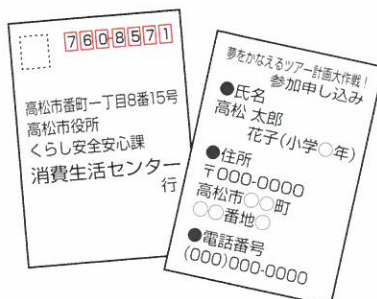 760-8571
高松市番町一丁目8番15号
高松市役所
くらし安全安心課
消費生活センター
行
夢をかなえるツアー計画大作戦!
参加申し込み
●氏名
高松 太郎
花子(小学○年)
●住所
〒000-0000
高松市○○町
○○番地○
●電話番号
(000)000-0000